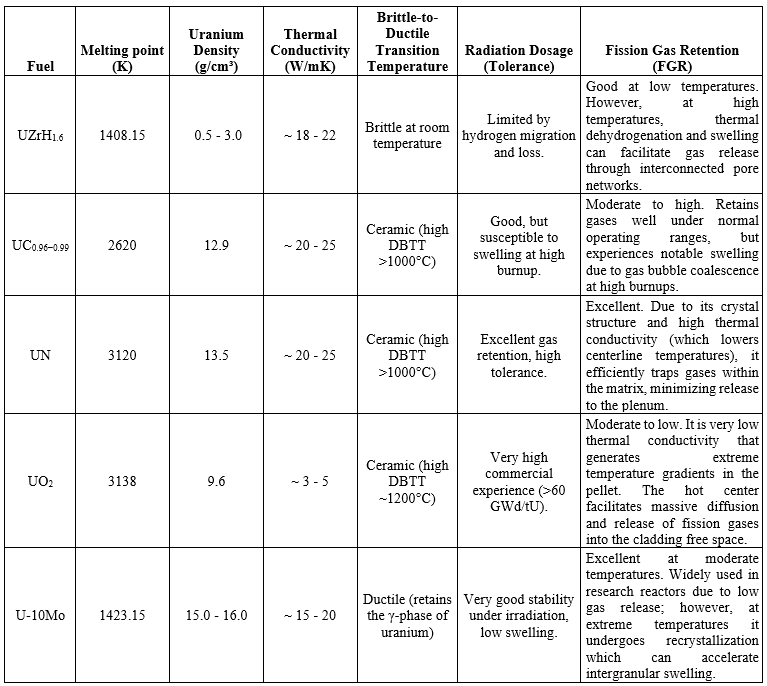 Fuel
Melting point
(K)
Uranium
Density
(g/cm³)
Thermal
Conductivity
(W/mK)
Brittle-to-
Ductile
Transition
Temperature
Radiation Dosage
(Tolerance)
Fission Gas Retention
(FGR)
UZrH1.6
1408.15
0.5 - 3.0
~ 18 - 22
Brittle at room
temperature
Limited by
hydrogen migration
and loss.
Good at low temperatures.
However, at high
temperatures, thermal
dehydrogenation and swelling
can facilitate gas release
through interconnected pore
networks.
UC0.96–0.99
2620
12.9
~ 20 - 25
Ceramic (high
DBTT
>1000°C)
Good, but
susceptible to
swelling at high
burnup.
Moderate to high. Retains
gases well under normal
operating ranges, but
experiences notable swelling
due to gas bubble coalescence
at high burnups.
UN
3120
13.5
~ 20 - 25
Ceramic (high
DBTT
>1000°C)
Excellent gas
retention, high
tolerance.
Excellent. Due to its crystal
structure and high thermal
conductivity (which lowers
centerline temperatures), it
efficiently traps gases within
the matrix, minimizing release
to the plenum.
UO2
3138
9.6
~ 3 - 5
Ceramic (high
DBTT
~1200°C)
Very high
commercial
experience (>60
GWd/tU).
Moderate to low. It is very low
thermal conductivity that
generates extreme
temperature gradients in the
pellet. The hot center
facilitates massive diffusion
and release of fission gases
into the cladding free space.
U-10Mo
1423.15
15.0 - 16.0
~ 15 - 20
Ductile (retains
the γ-phase of
uranium)
Very good stability
under irradiation,
low swelling.
Excellent at moderate
temperatures. Widely used in
research reactors due to low
gas release; however, at
extreme temperatures it
undergoes recrystallization
which can accelerate
intergranular swelling.